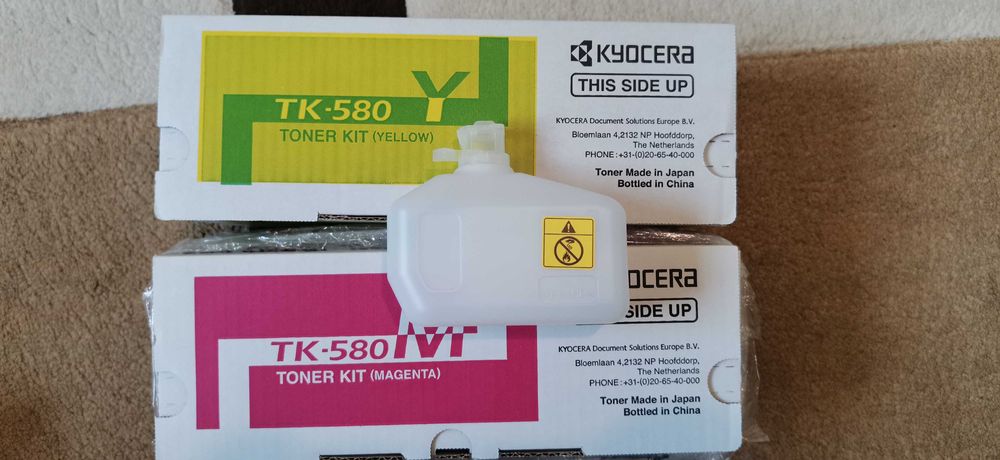 KYOCERA
THIS SIDE UP
TK-580 Y
TONER KIT (YELLOW)
KYOCERA Document Solutions Europe B.V.
Bloemlaan 4,2132 NP Hoofddorp,
The Netherlands
PHONE:+31-(0)20-65-40-000
Toner Made in Japan
Bottled in China
OCERA
SIDE UP
TK-580 M
TONER KIT (MAGENTA)
KYOCERA Document Solutions Europe B.V.
Bloemlaan 4,2132 NP Hoofddorp,
The Netherlands
PHONE:+31-(0)20-65-40-000
Toner Made in Japan
Bottled in China